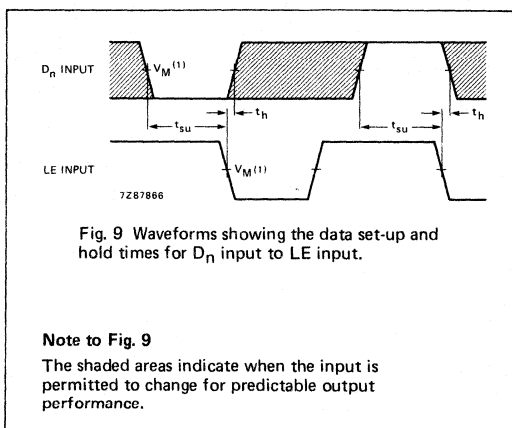 Dn INPUT
VM(1)
th
th
tsu
tsu
LE INPUT
VM(1)
7Z87866
Fig. 9 Waveforms showing the data set-up and
hold times for Dn input to LE input.
Note to Fig. 9
The shaded areas indicate when the input is
permitted to change for predictable output
performance.